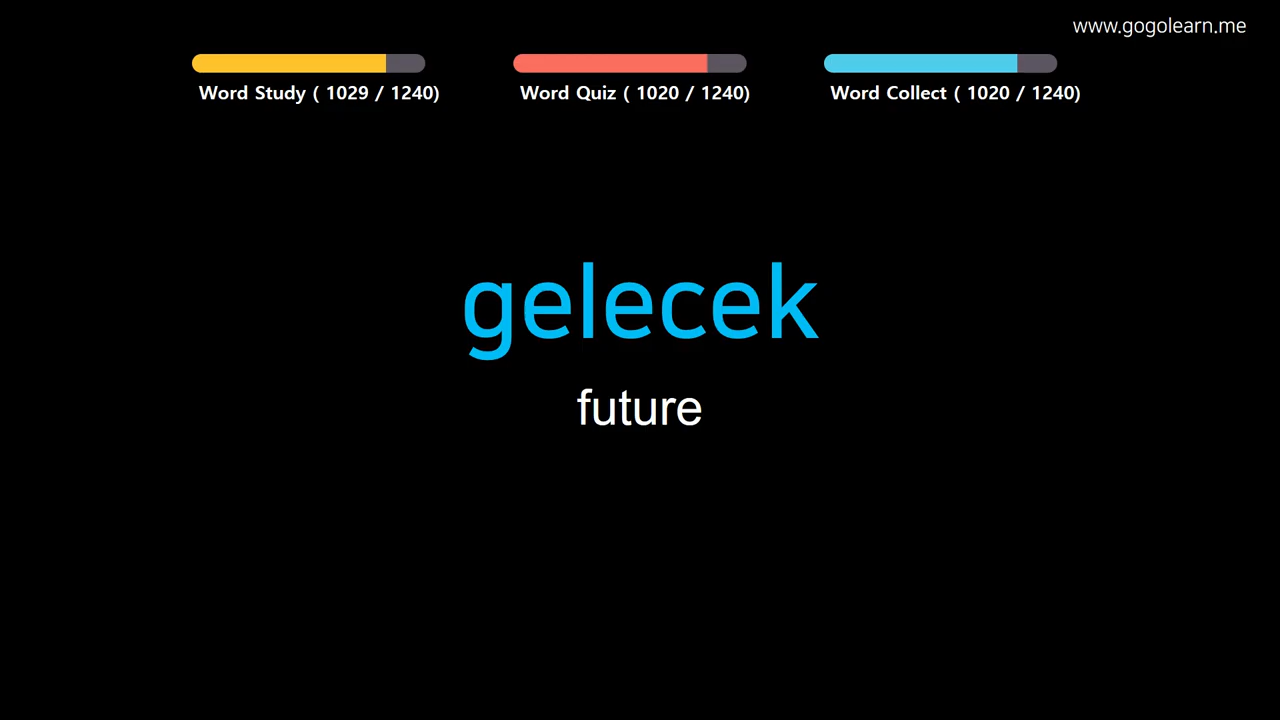 www.gogolearn.me
Word Study ( 1029 / 1240)
Word Quiz ( 1020 / 1240)
Word Collect ( 1020 / 1240)
gelecek
future